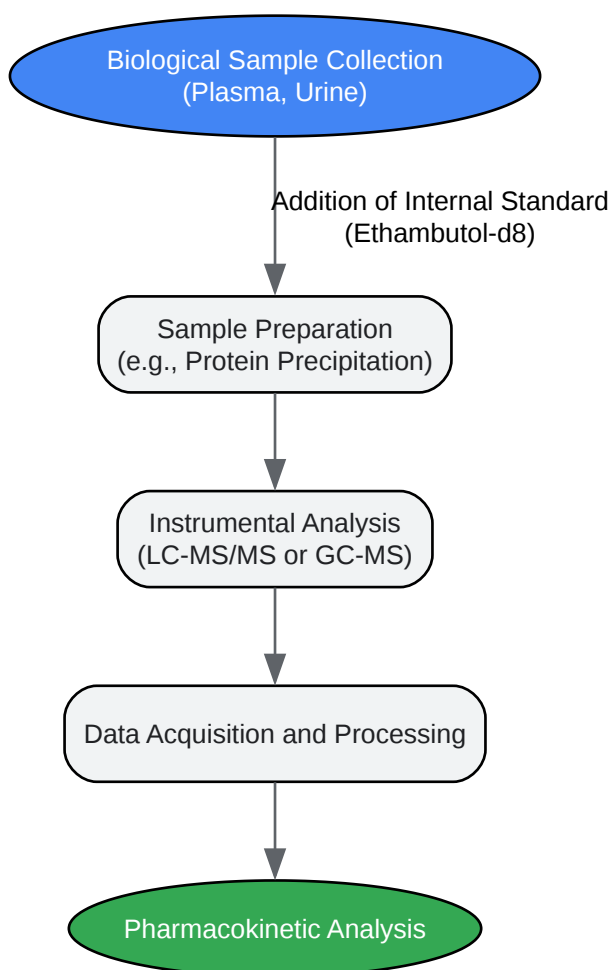 Biological Sample Collection
(Plasma, Urine)
Addition of Internal Standard
(Ethambutol-d8)
Sample Preparation
(e.g., Protein Precipitation)
Instrumental Analysis
(LC-MS/MS or GC-MS)
Data Acquisition and Processing
Pharmacokinetic Analysis